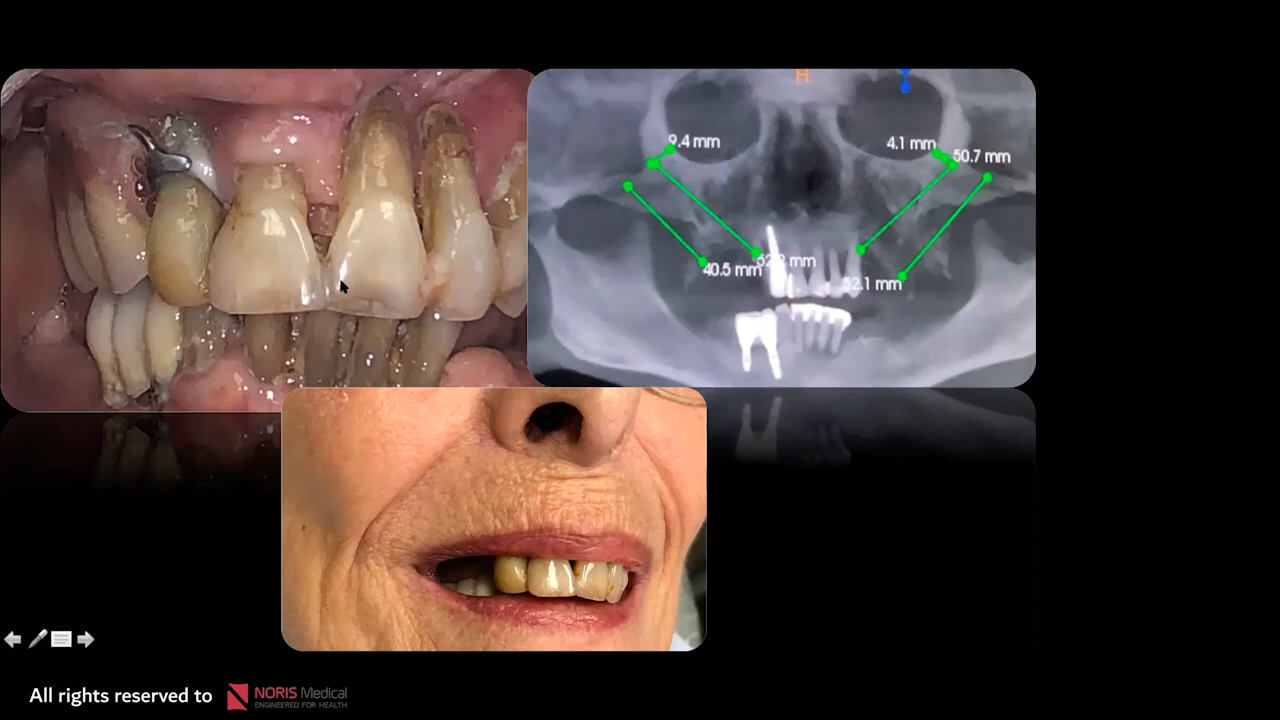 H
9.4 mm
4.1 mm
50.7 mm
40.5 mm
52.1 mm
All rights reserved to
NORIS Medical
ENGINEERED FOR HEALTH